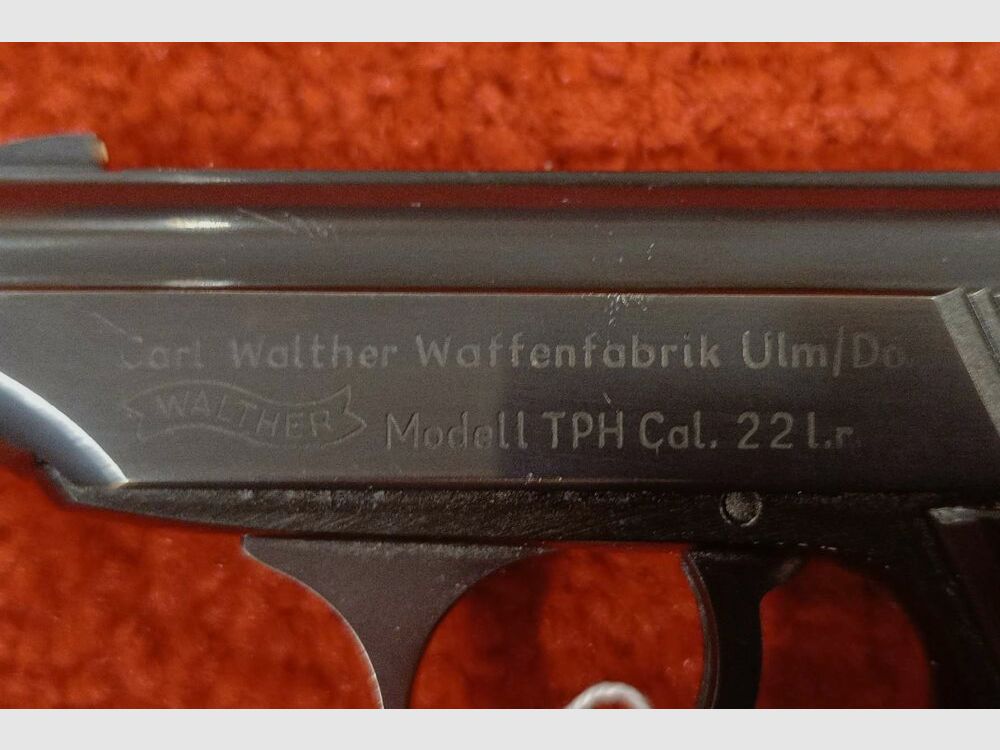 Carl Walther Waffenfabrik Ulm/Do.
WALTHER
Modell TPH Cal. 22 l.r.